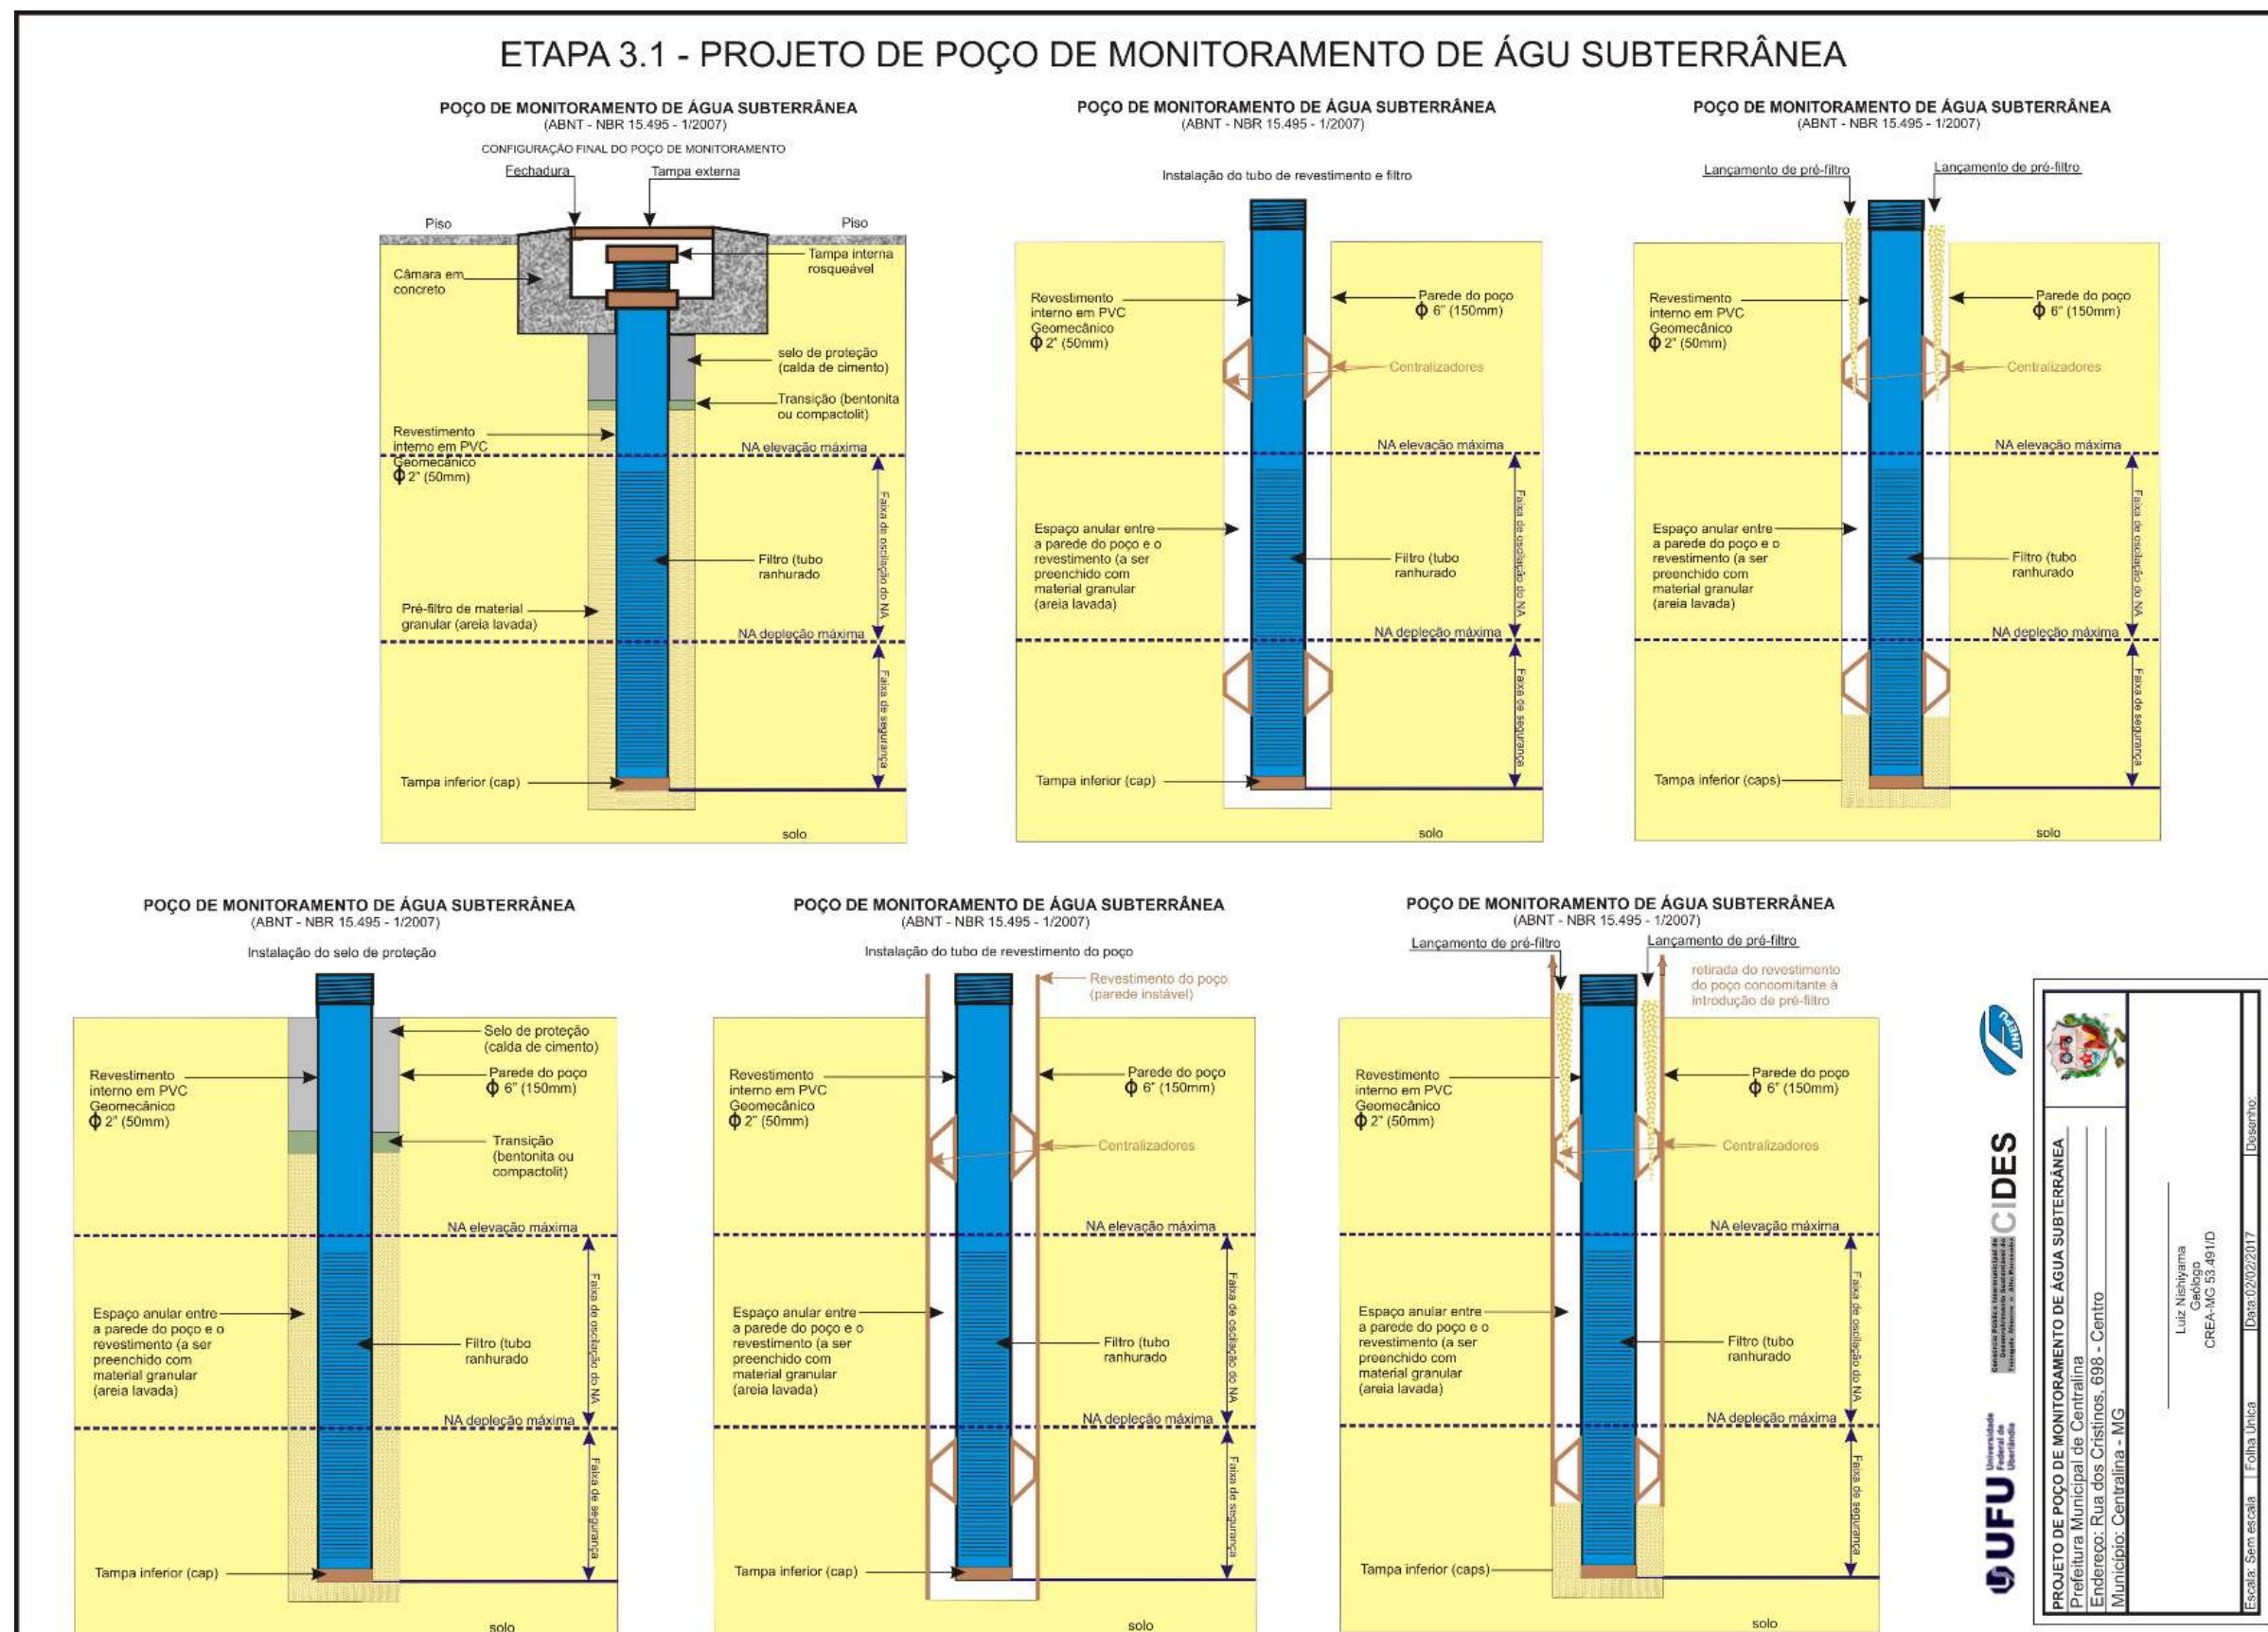 ETAPA 3.1 - PROJETO DE POÇO DE MONITORAMENTO DE ÁGU SUBTERRÂNEA
POÇO DE MONITORAMENTO DE ÁGUA SUBTERRÂNEA
(ABNT - NBR 15.495 - 1/2007)
CONFIGURAÇÃO FINAL DO POÇO DE MONITORAMENTO
Fechadura
Tampa externa
Piso
Piso
Tampa interna
rosqueável
Câmara em
concreto
selo de proteção
(calda de cimento)
Transição (bentonita
ou compactolit)
Revestimento
interno em PVC
Geomecânico
ϕ 2" (50mm)
NA elevação máxima
Faixa de oscilação do NA
Filtro (tubo
ranhurado
Pré-filtro de material
granular (areia lavada)
NA depleção máxima
Faixa de segurança
Tampa inferior (cap)
solo
POÇO DE MONITORAMENTO DE ÁGUA SUBTERRÂNEA
(ABNT - NBR 15.495 - 1/2007)
Instalação do tubo de revestimento e filtro
Revestimento
interno em PVC
Geomecânico
ϕ 2" (50mm)
Parede do poço
ϕ 6" (150mm)
Centralizadores
NA elevação máxima
Faixa de oscilação do NA
Espaço anular entre
a parede do poço e o
revestimento (a ser
preenchido com
material granular
(areia lavada)
Filtro (tubo
ranhurado
NA depleção máxima
Faixa de segurança
Tampa inferior (cap)
solo
POÇO DE MONITORAMENTO DE ÁGUA SUBTERRÂNEA
(ABNT - NBR 15.495 - 1/2007)
Lançamento de pré-filtro
Lançamento de pré-filtro
Revestimento
interno em PVC
Geomecânico
ϕ 2" (50mm)
Parede do poço
ϕ 6" (150mm)
Centralizadores
NA elevação máxima
Faixa de oscilação do NA
Espaço anular entre
a parede do poço e o
revestimento (a ser
preenchido com
material granular
(areia lavada)
Filtro (tubo
ranhurado
NA depleção máxima
Faixa de segurança
Tampa inferior (caps)
solo
POÇO DE MONITORAMENTO DE ÁGUA SUBTERRÂNEA
(ABNT - NBR 15.495 - 1/2007)
Instalação do selo de proteção
Selo de proteção
(calda de cimento)
Revestimento
interno em PVC
Geomecânico
ϕ 2" (50mm)
Parede do poço
ϕ 6" (150mm)
Transição
(bentonita ou
compactolit)
NA elevação máxima
Faixa de oscilação do NA
Espaço anular entre
a parede do poço e o
revestimento (a ser
preenchido com
material granular
(areia lavada)
Filtro (tubo
ranhurado
NA depleção máxima
Faixa de segurança
Tampa inferior (cap)
solo
POÇO DE MONITORAMENTO DE ÁGUA SUBTERRÂNEA
(ABNT - NBR 15.495 - 1/2007)
Instalação do tubo de revestimento do poço
Revestimento do poço
(parede instável)
Revestimento
interno em PVC
Geomecânico
ϕ 2" (50mm)
Parede do poço
ϕ 6" (150mm)
Centralizadores
NA elevação máxima
Faixa de oscilação do NA
Espaço anular entre
a parede do poço e o
revestimento (a ser
preenchido com
material granular
(areia lavada)
Filtro (tubo
ranhurado
NA depleção máxima
Faixa de segurança
Tampa inferior (cap)
solo
POÇO DE MONITORAMENTO DE ÁGUA SUBTERRÂNEA
(ABNT - NBR 15.495 - 1/2007)
Lançamento de pré-filtro
Lançamento de pré-filtro
retirada do revestimento
do poço concomitante à
introdução de pré-filtro
Revestimento
interno em PVC
Geomecânico
ϕ 2" (50mm)
Parede do poço
ϕ 6" (150mm)
Centralizadores
NA elevação máxima
Faixa de oscilação do NA
Espaço anular entre
a parede do poço e o
revestimento (a ser
preenchido com
material granular
(areia lavada)
Filtro (tubo
ranhurado
NA depleção máxima
Faixa de segurança
Tampa inferior (caps)
solo
UFU
Universidade
Federal de
Uberlândia
Consórcio Público Intermunicipal de
Desenvolvimento Sustentável do
Triângulo Mineiro e Alto Paranaíba
CIDES
UNEPU
PROJETO DE POÇO DE MONITORAMENTO DE ÁGUA SUBTERRÂNEA
Prefeitura Municipal de Centralina
Endereço: Rua dos Cristinos, 698 - Centro
Município: Centralina - MG
Luiz Nishiyama
Geólogo
CREA-MG 53.491/D
Escala: Sem escala
Folha Única
Data:02/02/2017
Desenho: